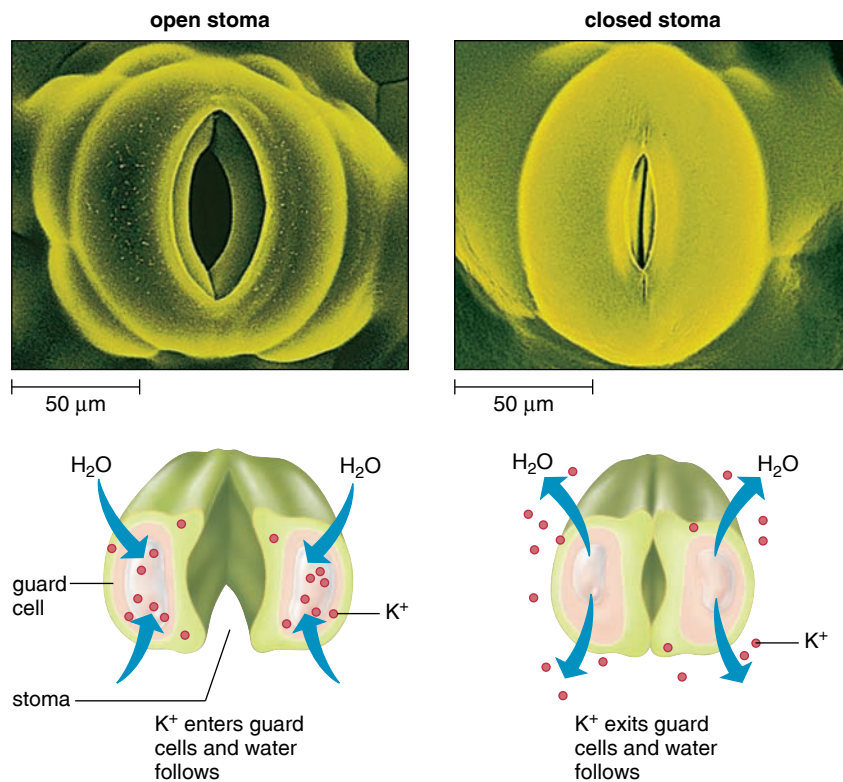 open stoma
closed stoma
50 µm
50 µm
H₂O
H₂O
guard
cell
K⁺
stoma
K⁺ enters guard
cells and water
follows
H₂O
H₂O
K⁺
K⁺ exits guard
cells and water
follows